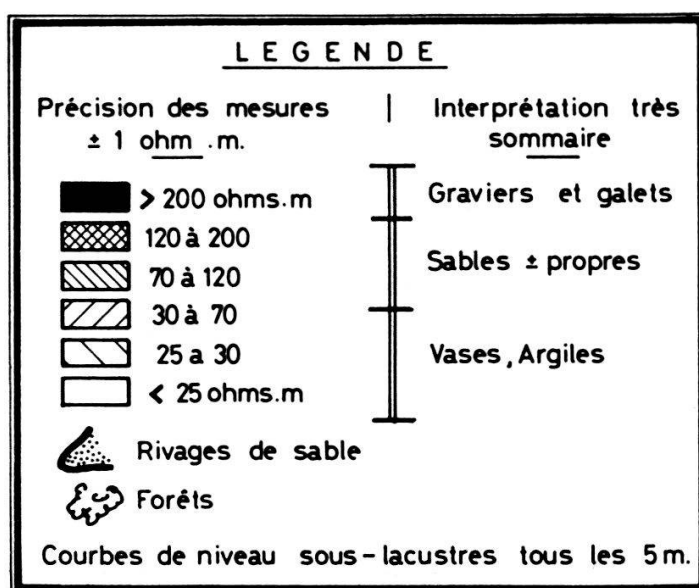 LEGENDE
Précision des mesures
± 1 ohm .m.
Interprétation très
sommaire
> 200 ohms.m
120 à 200
70 à 120
30 à 70
25 a 30
< 25 ohms.m
Graviers et galets
Sables ± propres
Vases, Argiles
Rivages de sable
Forêts
Courbes de niveau sous-lacustres tous les 5 m.